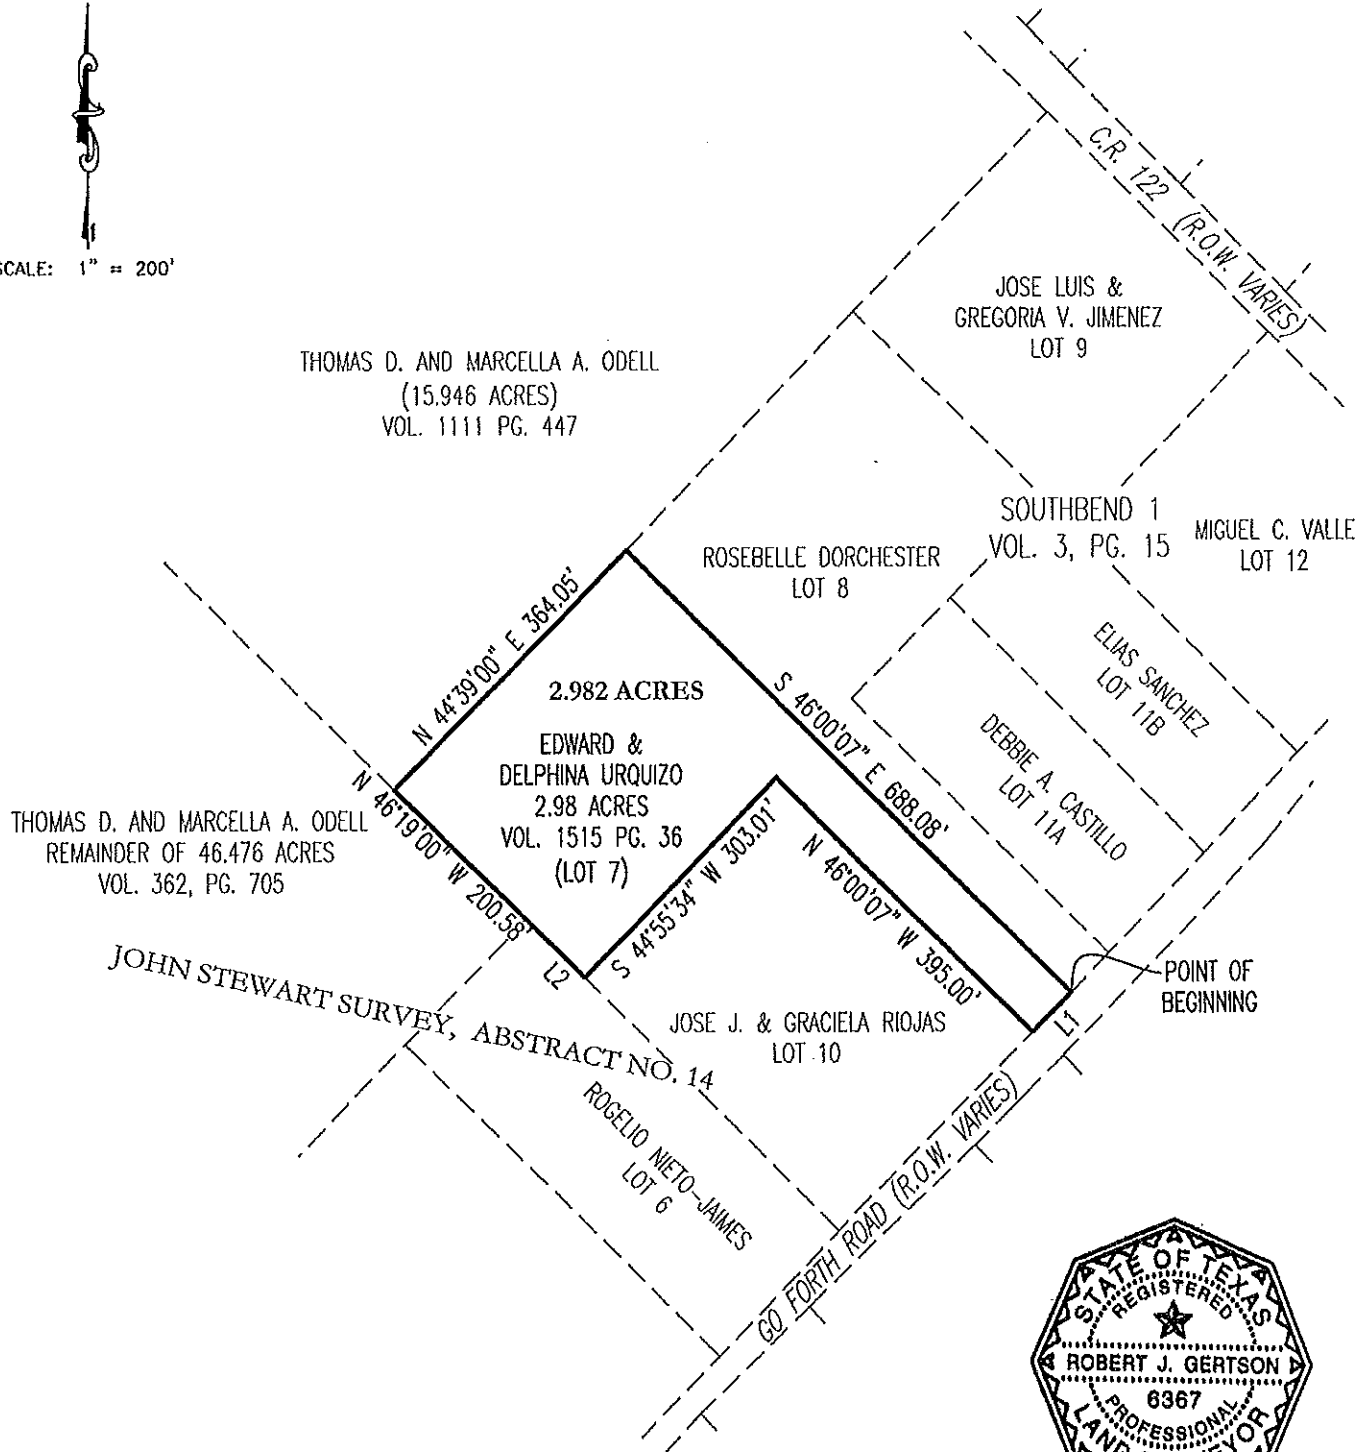 SCALE: 1" = 200'
C.R. 122 (R.O.W. VARIES)
JOSE LUIS &
GREGORIA V. JIMENEZ
LOT 9
THOMAS D. AND MARCELLA A. ODELL
(15.946 ACRES)
VOL. 1111 PG. 447
SOUTHBEND 1
VOL. 3, PG. 15
MIGUEL C. VALLE
LOT 12
ROSEBELLE DORCHESTER
LOT 8
ELIAS SANCHEZ
LOT 11B
DEBBIE A. CASTILLO
LOT 11A
N 44°39'00" E 364.05'
2.982 ACRES
EDWARD &
DELPHINA URQUIZO
2.98 ACRES
VOL. 1515 PG. 36
(LOT 7)
S 46°00'07" E 688.08'
N 46°19'00" W 200.58'
S 44°55'34" W 303.01'
N 46°00'07" W 395.00'
THOMAS D. AND MARCELLA A. ODELL
REMAINDER OF 46.476 ACRES
VOL. 362, PG. 705
L2
L1
POINT OF
BEGINNING
JOHN STEWART SURVEY, ABSTRACT NO. 14
JOSE J. & GRACIELA RIOJAS
LOT 10
ROGELIO NIETO-JAIMES
LOT 6
GO FORTH ROAD (R.O.W. VARIES)
STATE OF TEXAS
REGISTERED
ROBERT J. GERTSON
6367
PROFESSIONAL